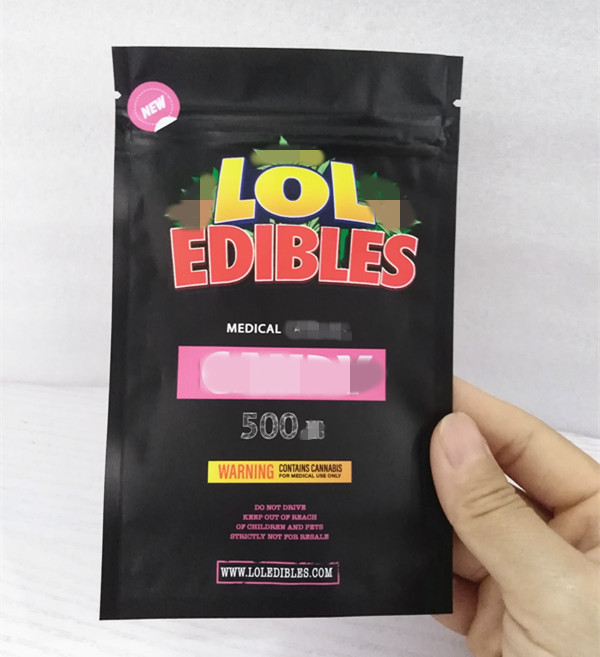 NEW
LOL
EDIBLES
MEDICAL
500
WARNING CONTAINS CANNABIS
FOR MEDICAL USE ONLY
DO NOT DRIVE
KEEP OUT OF REACH
OF CHILDREN AND PETS
STRICTLY NOT FOR RESALE
WWW.LOLEDIBLES.COM